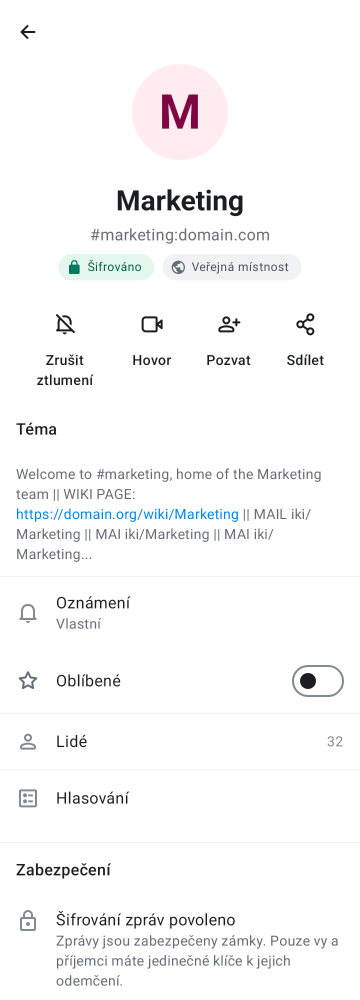 M
Marketing
#marketing:domain.com
Šifrováno
Veřejná místnost
Zrušit
ztlumení
Hovor
Pozvat
Sdílet
Téma
Welcome to #marketing, home of the Marketing
team || WIKI PAGE:
https://domain.org/wiki/Marketing || MAIL iki/
Marketing || MAI iki/Marketing || MAI iki/
Marketing...
Oznámení
Vlastní
Oblíbené
Lidé 32
Hlasování
Zabezpečení
Šifrování zpráv povoleno
Zprávy jsou zabezpečeny zámky. Pouze vy a
příjemci máte jedinečné klíče k jejich
odemčení.